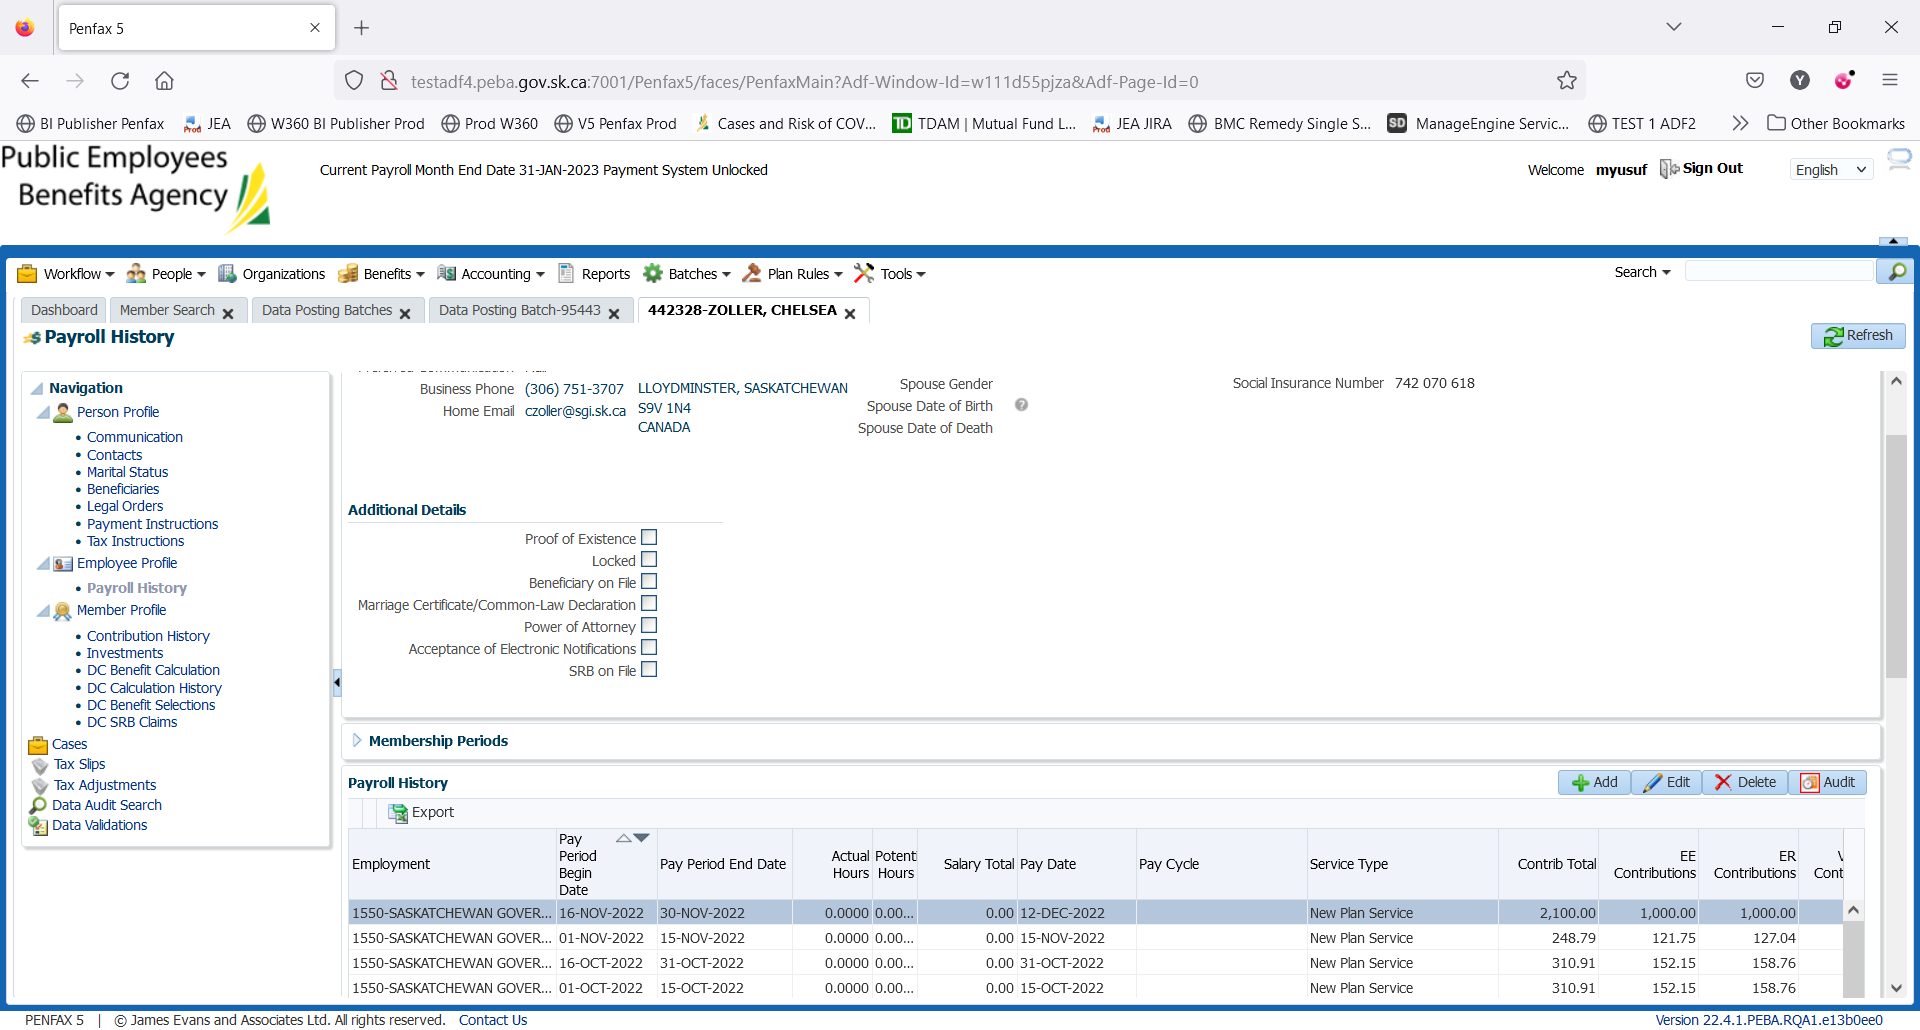 Penfax 5
testadf4.peba.gov.sk.ca:7001/Penfax5/faces/PenfaxMain?Adf-Window-Id=w111d55pjza&Adf-Page-Id=0
Y
BI Publisher Penfax JEA W360 BI Publisher Prod Prod W360 V5 Penfax Prod Cases and Risk of COV... TDAM | Mutual Fund L... JEA JIRA BMC Remedy Single S... ManageEngine Servic... TEST 1 ADF2 Other Bookmarks
Public Employees
Benefits Agency
Current Payroll Month End Date 31-JAN-2023 Payment System Unlocked
Welcome myusuf Sign Out English
Workflow People Organizations Benefits Accounting Reports Batches Plan Rules Tools Search
Dashboard Member Search Data Posting Batches Data Posting Batch-95443 442328-ZOLLER, CHELSEA
Payroll History
Refresh
Navigation
Person Profile
Communication
Contacts
Marital Status
Beneficiaries
Legal Orders
Payment Instructions
Tax Instructions
Employee Profile
Payroll History
Member Profile
Contribution History
Investments
DC Benefit Calculation
DC Calculation History
DC Benefit Selections
DC SRB Claims
Cases
Tax Slips
Tax Adjustments
Data Audit Search
Data Validations
Business Phone (306) 751-3707
Home Email czoller@sgi.sk.ca
LLOYDMINSTER, SASKATCHEWAN
S9V 1N4
CANADA
Spouse Gender
Spouse Date of Birth
Spouse Date of Death
Social Insurance Number 742 070 618
Additional Details
Proof of Existence
Locked
Beneficiary on File
Marriage Certificate/Common-Law Declaration
Power of Attorney
Acceptance of Electronic Notifications
SRB on File
Membership Periods
Payroll History
Add Edit Delete Audit
Export
Employment Pay Period Begin Date Pay Period End Date Actual Hours Potenti Hours Salary Total Pay Date Pay Cycle Service Type Contrib Total EE Contributions ER Contributions V Cont
1550-SASKATCHEWAN GOVER... 16-NOV-2022 30-NOV-2022 0.0000 0.00... 0.00 12-DEC-2022 New Plan Service 2,100.00 1,000.00 1,000.00
1550-SASKATCHEWAN GOVER... 01-NOV-2022 15-NOV-2022 0.0000 0.00... 0.00 15-NOV-2022 New Plan Service 248.79 121.75 127.04
1550-SASKATCHEWAN GOVER... 16-OCT-2022 31-OCT-2022 0.0000 0.00... 0.00 31-OCT-2022 New Plan Service 310.91 152.15 158.76
1550-SASKATCHEWAN GOVER... 01-OCT-2022 15-OCT-2022 0.0000 0.00... 0.00 15-OCT-2022 New Plan Service 310.91 152.15 158.76
PENFAX 5 | © James Evans and Associates Ltd. All rights reserved. Contact Us
Version 22.4.1.PEBA.RQA1.e13b0ee0